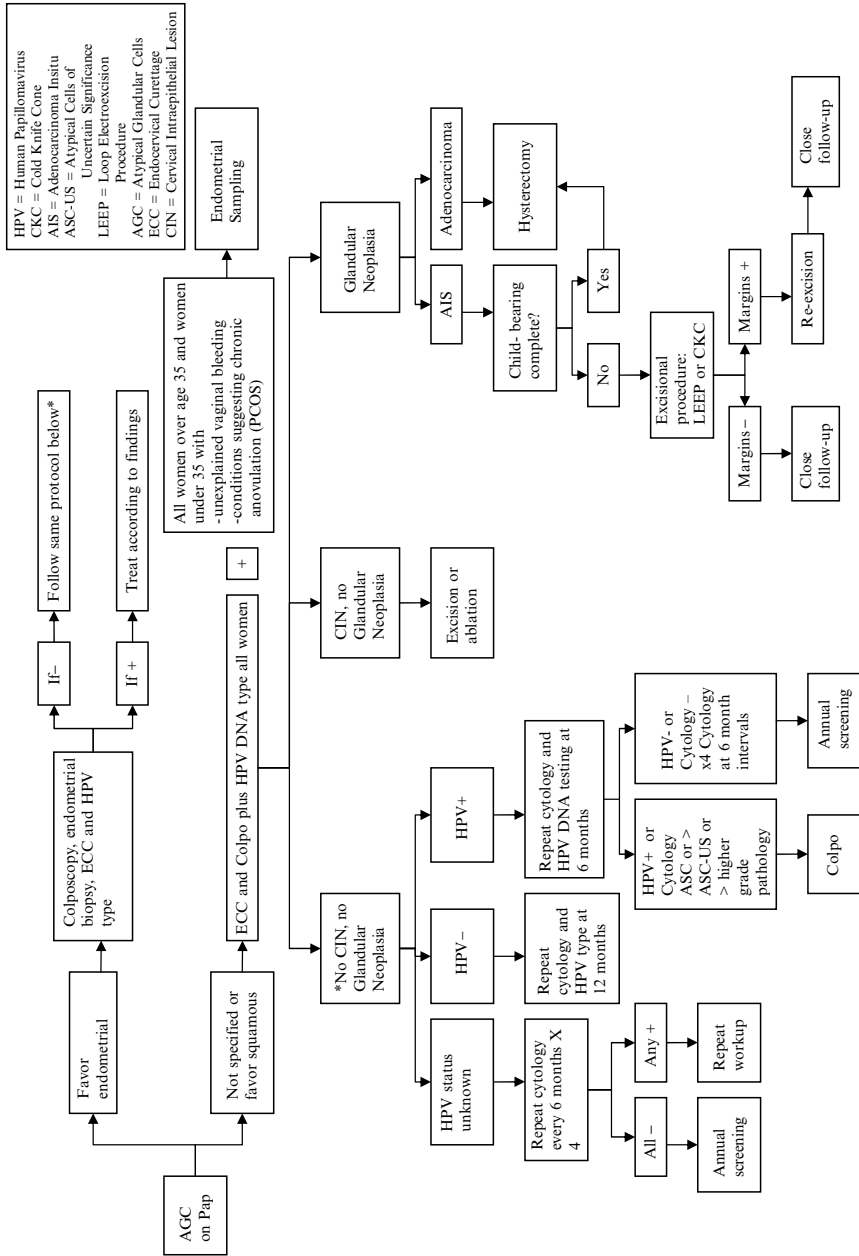 HPV = Human Papillomavirus
CKC = Cold Knife Cone
AIS = Adenocarcinoma Insitu
ASC-US = Atypical Cells of
Uncertain Significance
LEEP = Loop Electroexcision
Procedure
AGC = Atypical Glandular Cells
ECC = Endocervical Curettage
CIN = Cervical Intraepithelial Lesion
AGC
on Pap
Favor
endometrial
Colposcopy, endometrial
biopsy, ECC and HPV
type
If−
Follow same protocol below*
If +
Treat according to findings
Not specified or
favor squamous
ECC and Colpo plus HPV DNA type all women
+
All women over age 35 and women
under 35 with
-unexplained vaginal bleeding
-conditions suggesting chronic
anovulation (PCOS)
Endometrial
Sampling
*No CIN, no
Glandular
Neoplasia
CIN, no
Glandular
Neoplasia
Glandular
Neoplasia
HPV status
unknown
HPV−
HPV+
Excision or
ablation
AIS
Adenocarcinoma
Repeat cytology
every 6 months X
4
Repeat
cytology and
HPV type at
12 months
Repeat cytology and
HPV DNA testing at
6 months
Child- bearing
complete?
Hysterectomy
All −
Any +
HPV+ or
Cytology
ASC or >
ASC-US or
> higher
grade
pathology
HPV- or
Cytology –
x4 Cytology
at 6 month
intervals
No
Yes
Annual
screening
Repeat
workup
Colpo
Annual
screening
Excisional
procedure:
LEEP or CKC
Margins −
Margins +
Close
follow-up
Re-excision
Close
follow-up